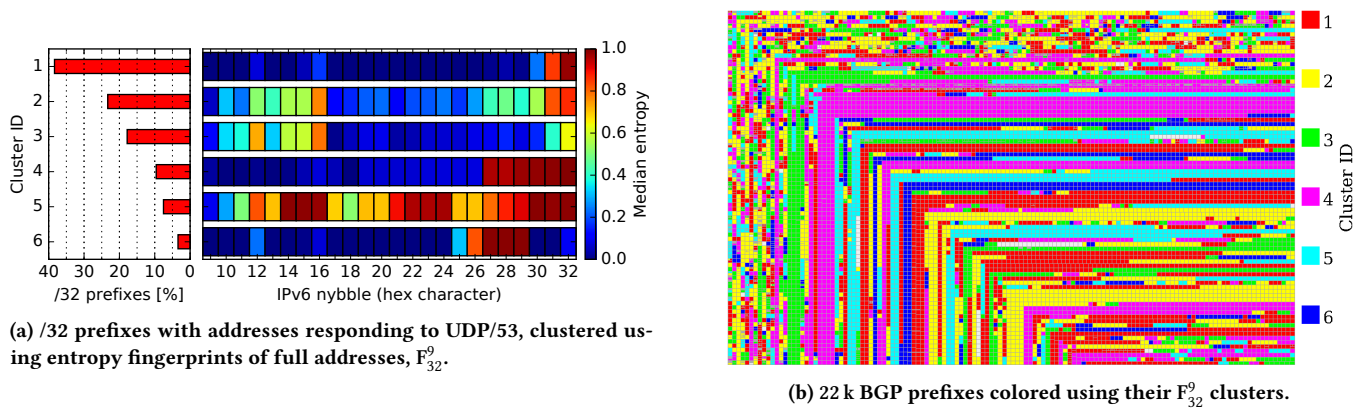 Cluster ID
1
2
3
4
5
6
40 30 20 10 0
/32 prefixes [%]
10 12 14 16 18 20 22 24 26 28 30 32
IPv6 nybble (hex character)
1.0
0.8
0.6
0.4
0.2
0.0
Median entropy
(a) /32 prefixes with addresses responding to UDP/53, clustered us-
ing entropy fingerprints of full addresses, F⁹₃₂.
1
2
3
4
5
6
Cluster ID
(b) 22 k BGP prefixes colored using their F⁹₃₂ clusters.